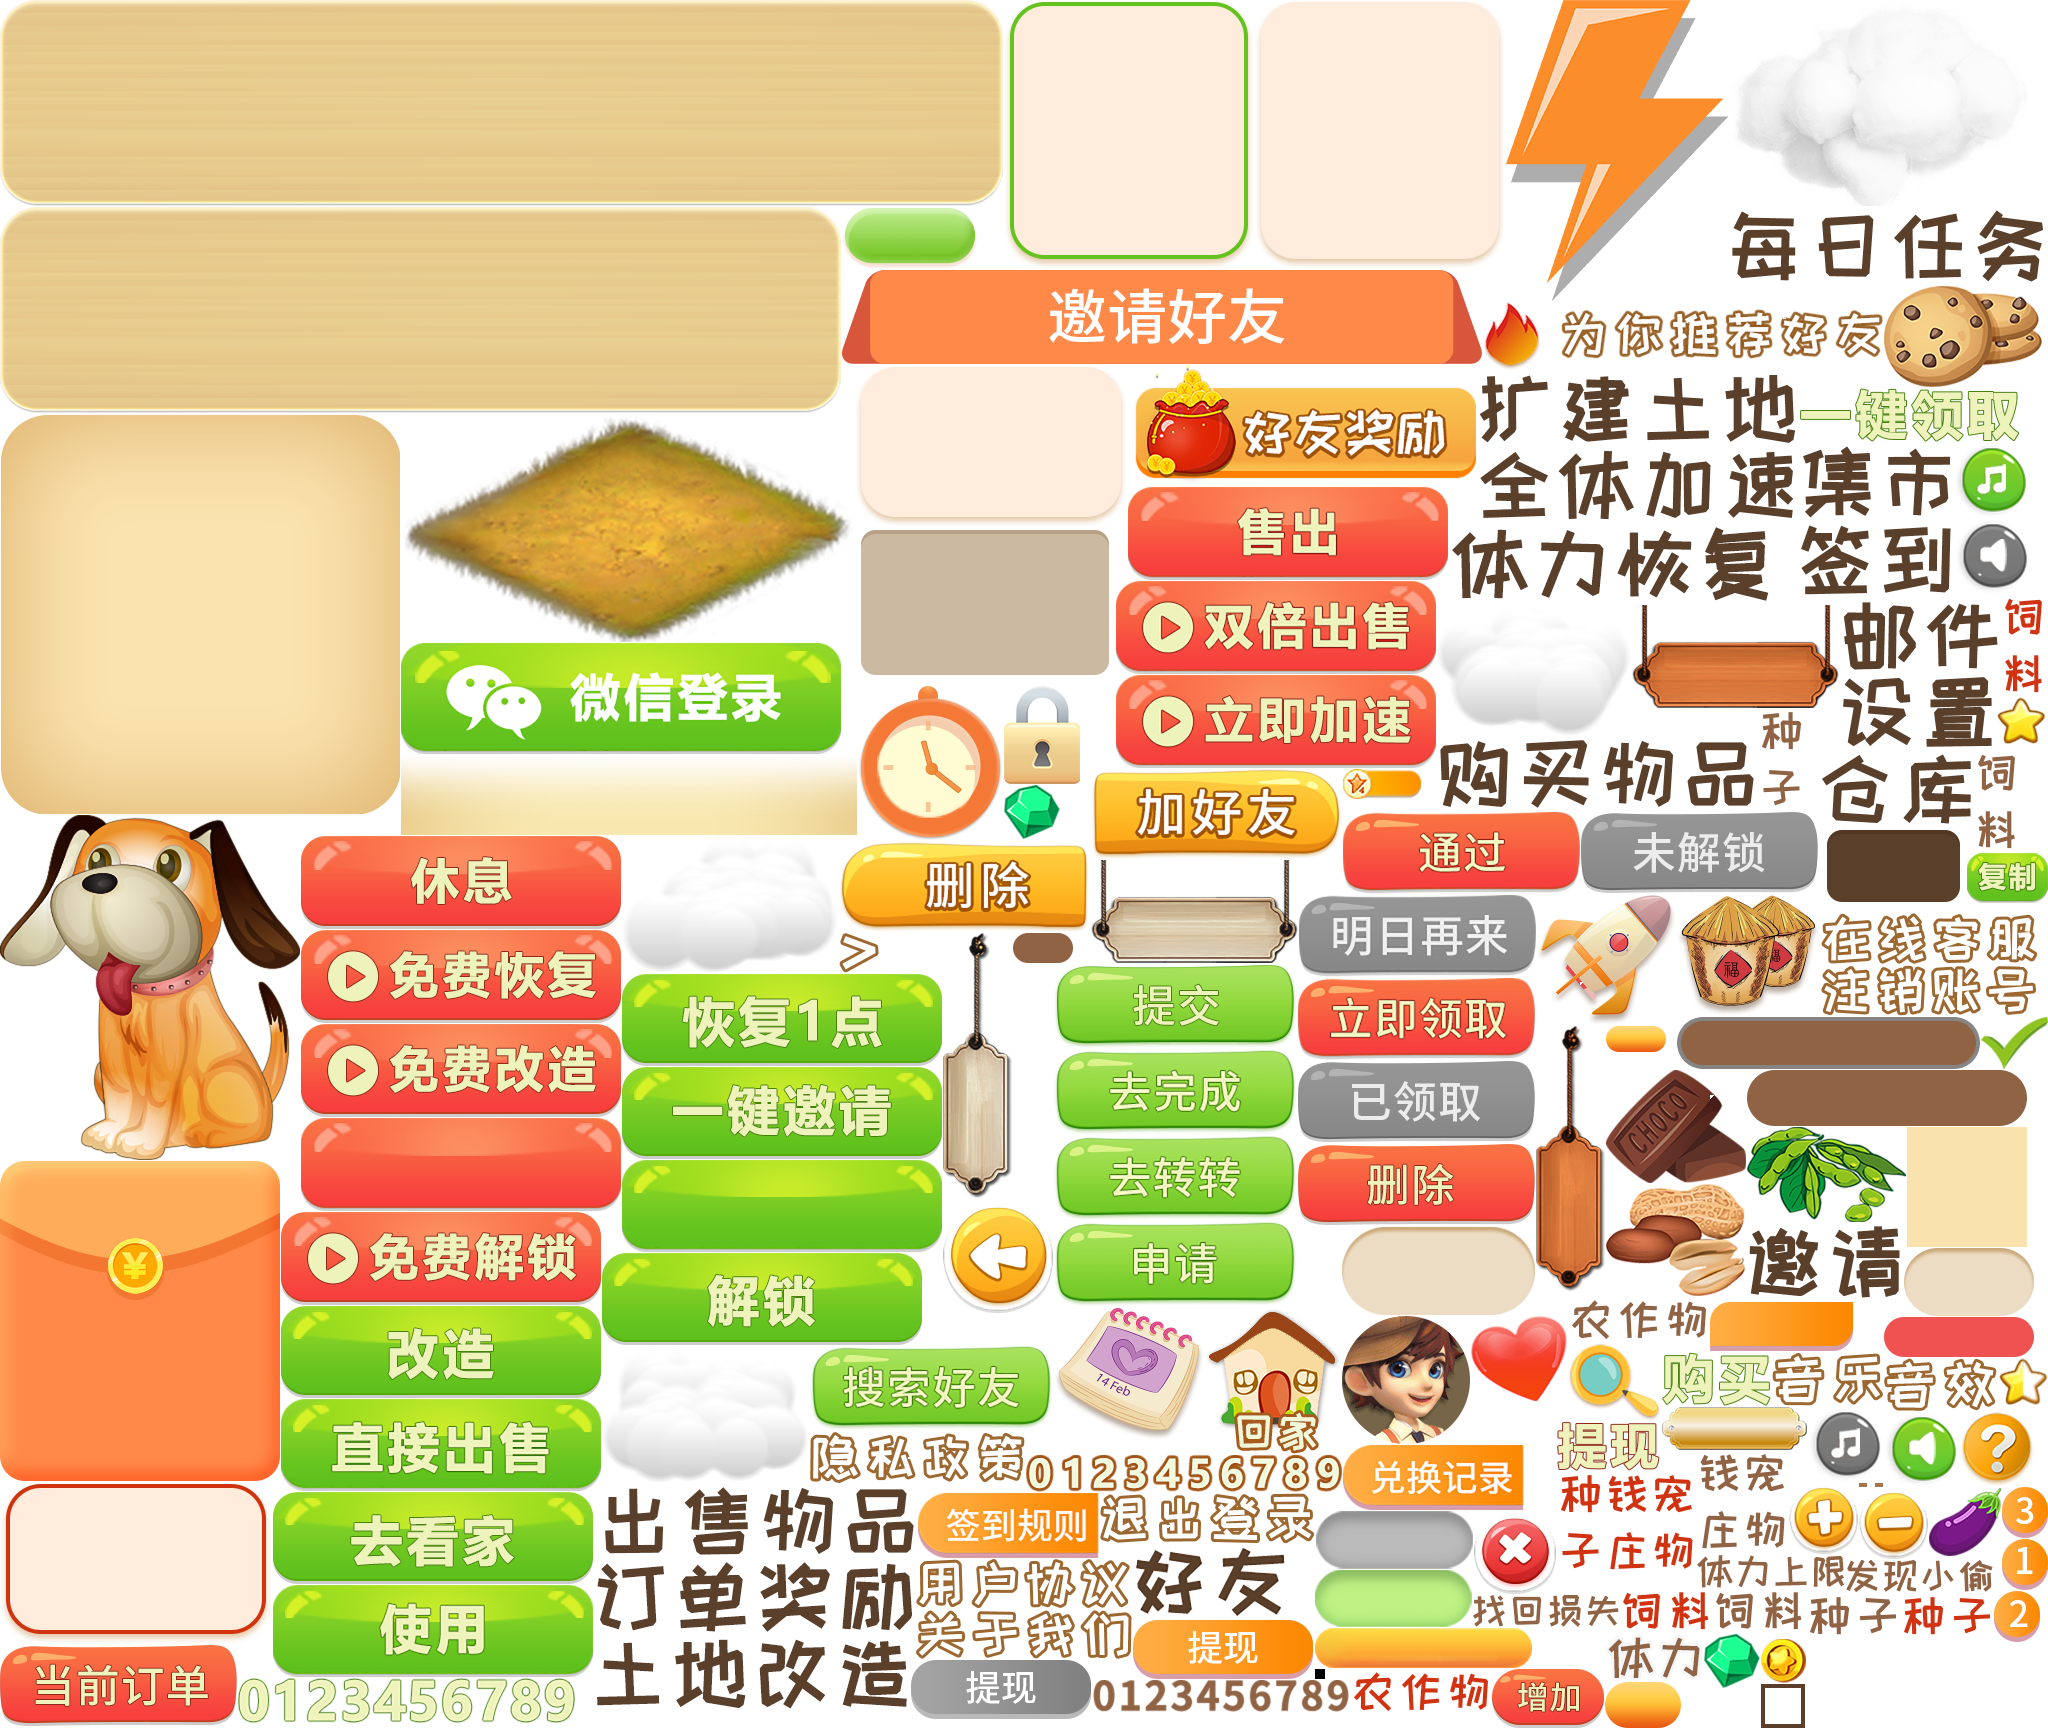 每日任务
邀请好友
为你推荐好友
扩建土地
一键领取
好友奖励
全体加速
集市
售出
体力恢复
签到
双倍出售
邮件
饲料
微信登录
立即加速
设置
种子
购买物品
仓库
饲料
加好友
通过
未解锁
复制
休息
删除
明日再来
福
福
在线客服
>
免费恢复
注销账号
恢复1点
提交
立即领取
免费改造
一键邀请
去完成
已领取
CHOCO
去转转
删除
¥
免费解锁
申请
邀请
解锁
农作物
改造
14 Feb
搜索好友
购买
音乐
音效
回家
直接出售
隐私政策
提现
0123456789
兑换记录
钱宠
种钱宠
出售物品
签到规则
退出登录
3
去看家
庄物
子庄物
订单奖励
用户协议
好友
体力上限
发现小偷
1
使用
关于我们
找回损失
饲料
饲料
种子
种子
2
土地改造
提现
体力
当前订单
0123456789
提现
0123456789
农作物
增加